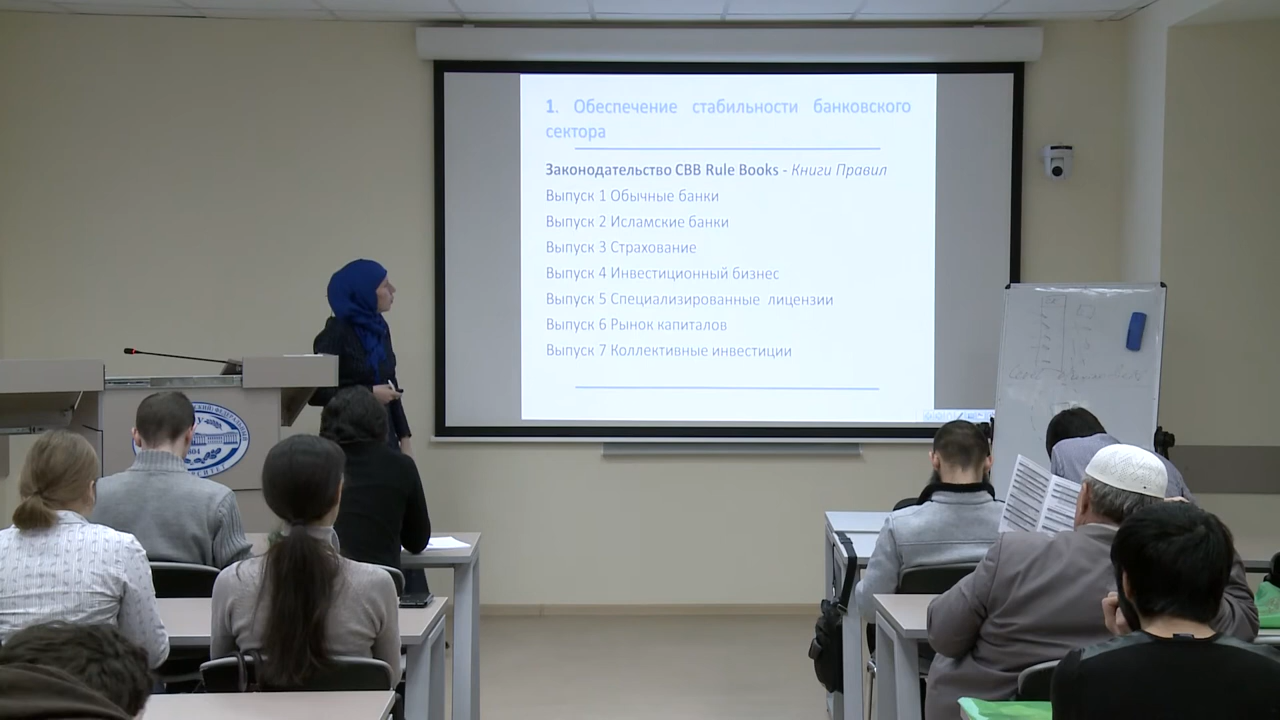 1. Обеспечение стабильности банковского
сектора
Законодательство CBB Rule Books - Книги Правил
Выпуск 1 Обычные банки
Выпуск 2 Исламские банки
Выпуск 3 Страхование
Выпуск 4 Инвестиционный бизнес
Выпуск 5 Специализированные лицензии
Выпуск 6 Рынок капиталов
Выпуск 7 Коллективные инвестиции